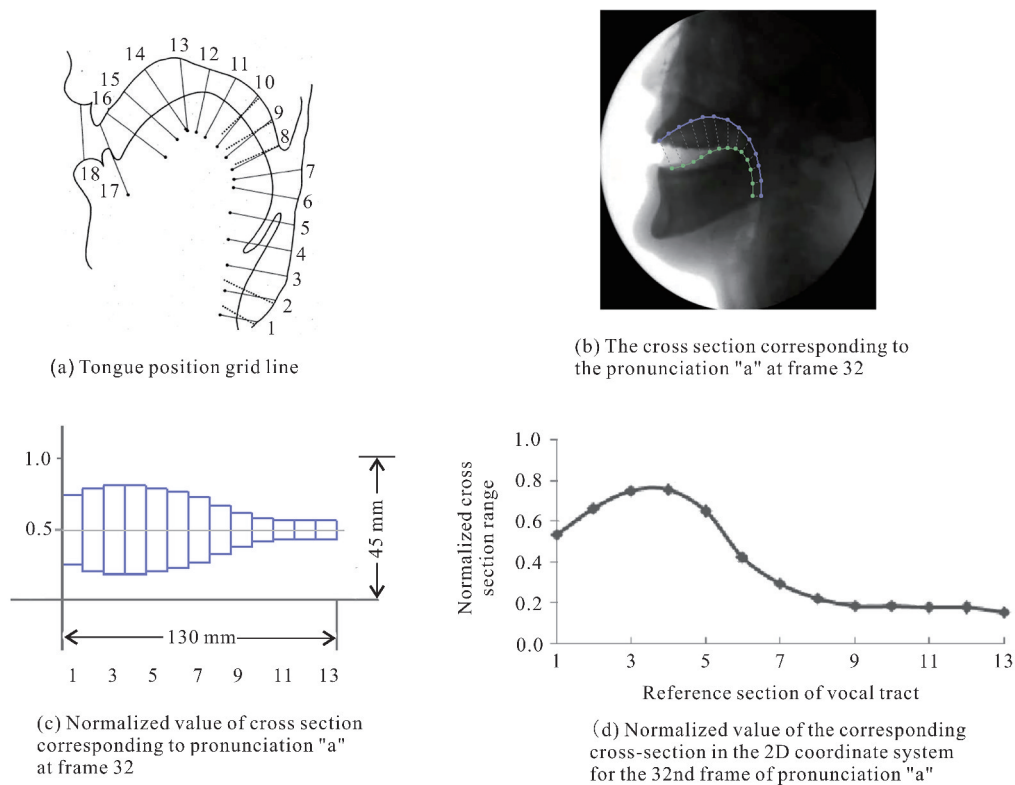 13
14
12
11
15
10
16
9
8
7
18
17
6
5
4
3
2
1
(a) Tongue position grid line
(b) The cross section corresponding to
the pronunciation "a" at frame 32
1.0
0.5
45 mm
130 mm
1 3 5 7 9 11 13
(c) Normalized value of cross section
corresponding to pronunciation "a"
at frame 32
Normalized cross
section range
1.0
0.8
0.6
0.4
0.2
0.0
1 3 5 7 9 11 13
Reference section of vocal tract
(d) Normalized value of the corresponding
cross-section in the 2D coordinate system
for the 32nd frame of pronunciation "a"